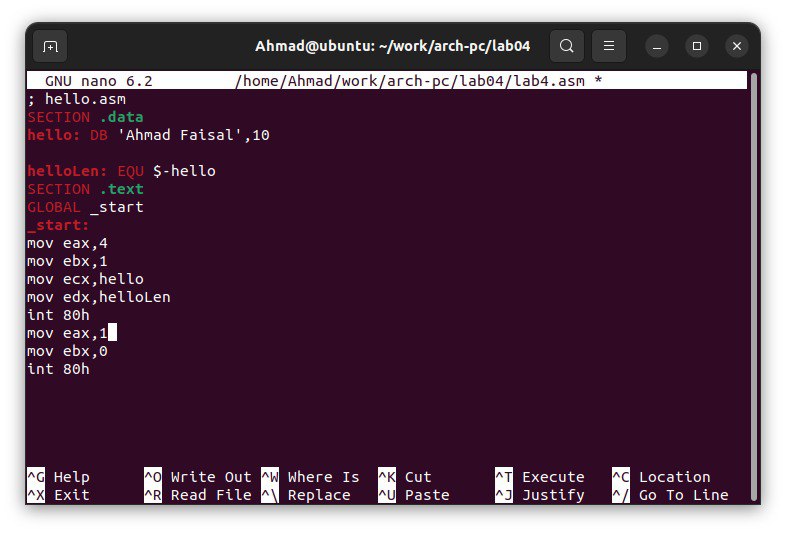 Ahmad@ubuntu: ~/work/arch-pc/lab04
GNU nano 6.2 /home/Ahmad/work/arch-pc/lab04/lab4.asm *
; hello.asm
SECTION .data
hello: DB 'Ahmad Faisal',10
helloLen: EQU $-hello
SECTION .text
GLOBAL _start
_start:
mov eax,4
mov ebx,1
mov ecx,hello
mov edx,helloLen
int 80h
mov eax,1
mov ebx,0
int 80h
^G Help ^O Write Out ^W Where Is ^K Cut ^T Execute ^C Location
^X Exit ^R Read File ^\ Replace ^U Paste ^J Justify ^/ Go To Line